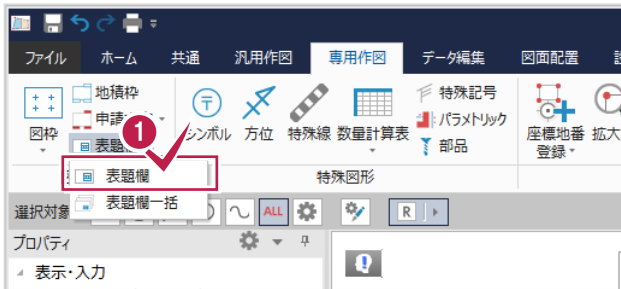 ファイル ホーム 共通 汎用作図 専用作図 データ編集 図面配置
地積枠 特殊記号
申請 パラメトリック
図枠 表題 シンボル 方位 特殊線 数量計算表 部品 座標地番 拡大
登録
1
表題欄
特殊図形
表題欄一括
選択対象 ALL R
プロパティ
表示・入力